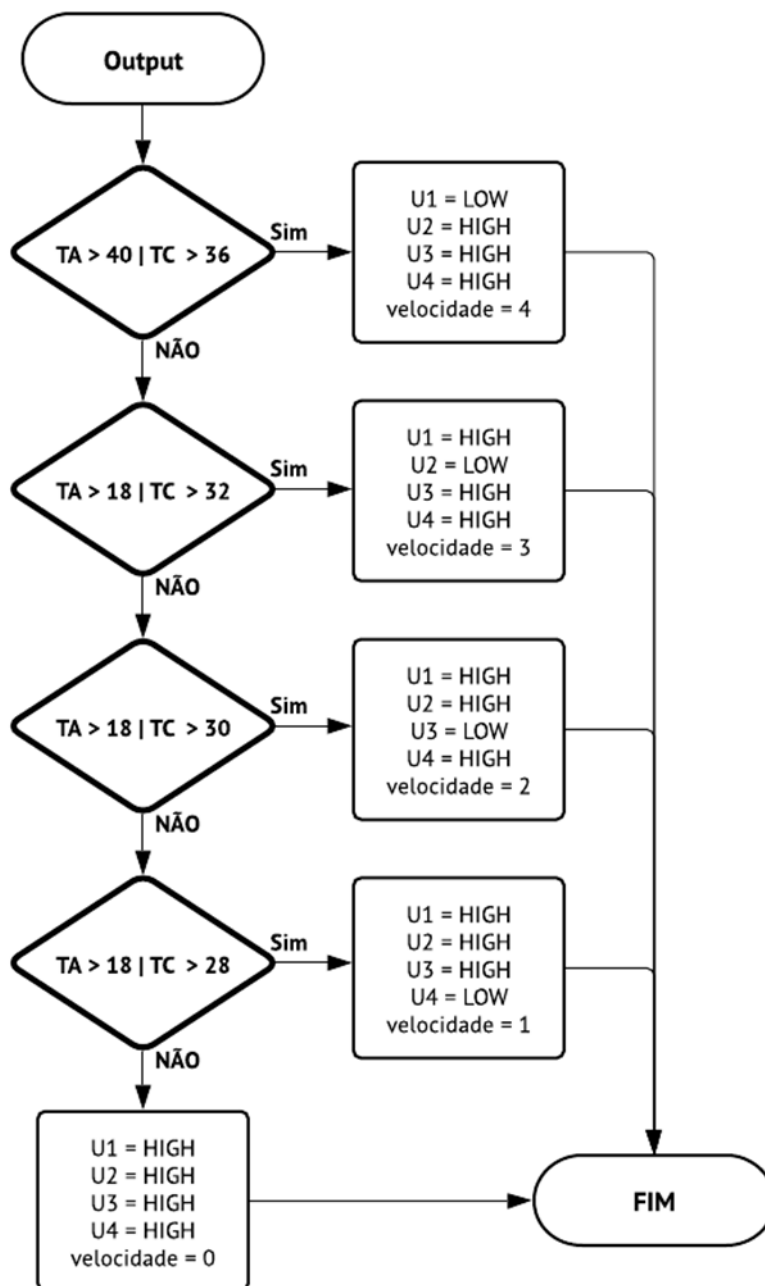 Output
TA > 40 | TC > 36
Sim
U1 = LOW
U2 = HIGH
U3 = HIGH
U4 = HIGH
velocidade = 4
NÃO
TA > 18 | TC > 32
Sim
U1 = HIGH
U2 = LOW
U3 = HIGH
U4 = HIGH
velocidade = 3
NÃO
TA > 18 | TC > 30
Sim
U1 = HIGH
U2 = HIGH
U3 = LOW
U4 = HIGH
velocidade = 2
NÃO
TA > 18 | TC > 28
Sim
U1 = HIGH
U2 = HIGH
U3 = HIGH
U4 = LOW
velocidade = 1
NÃO
U1 = HIGH
U2 = HIGH
U3 = HIGH
U4 = HIGH
velocidade = 0
FIM